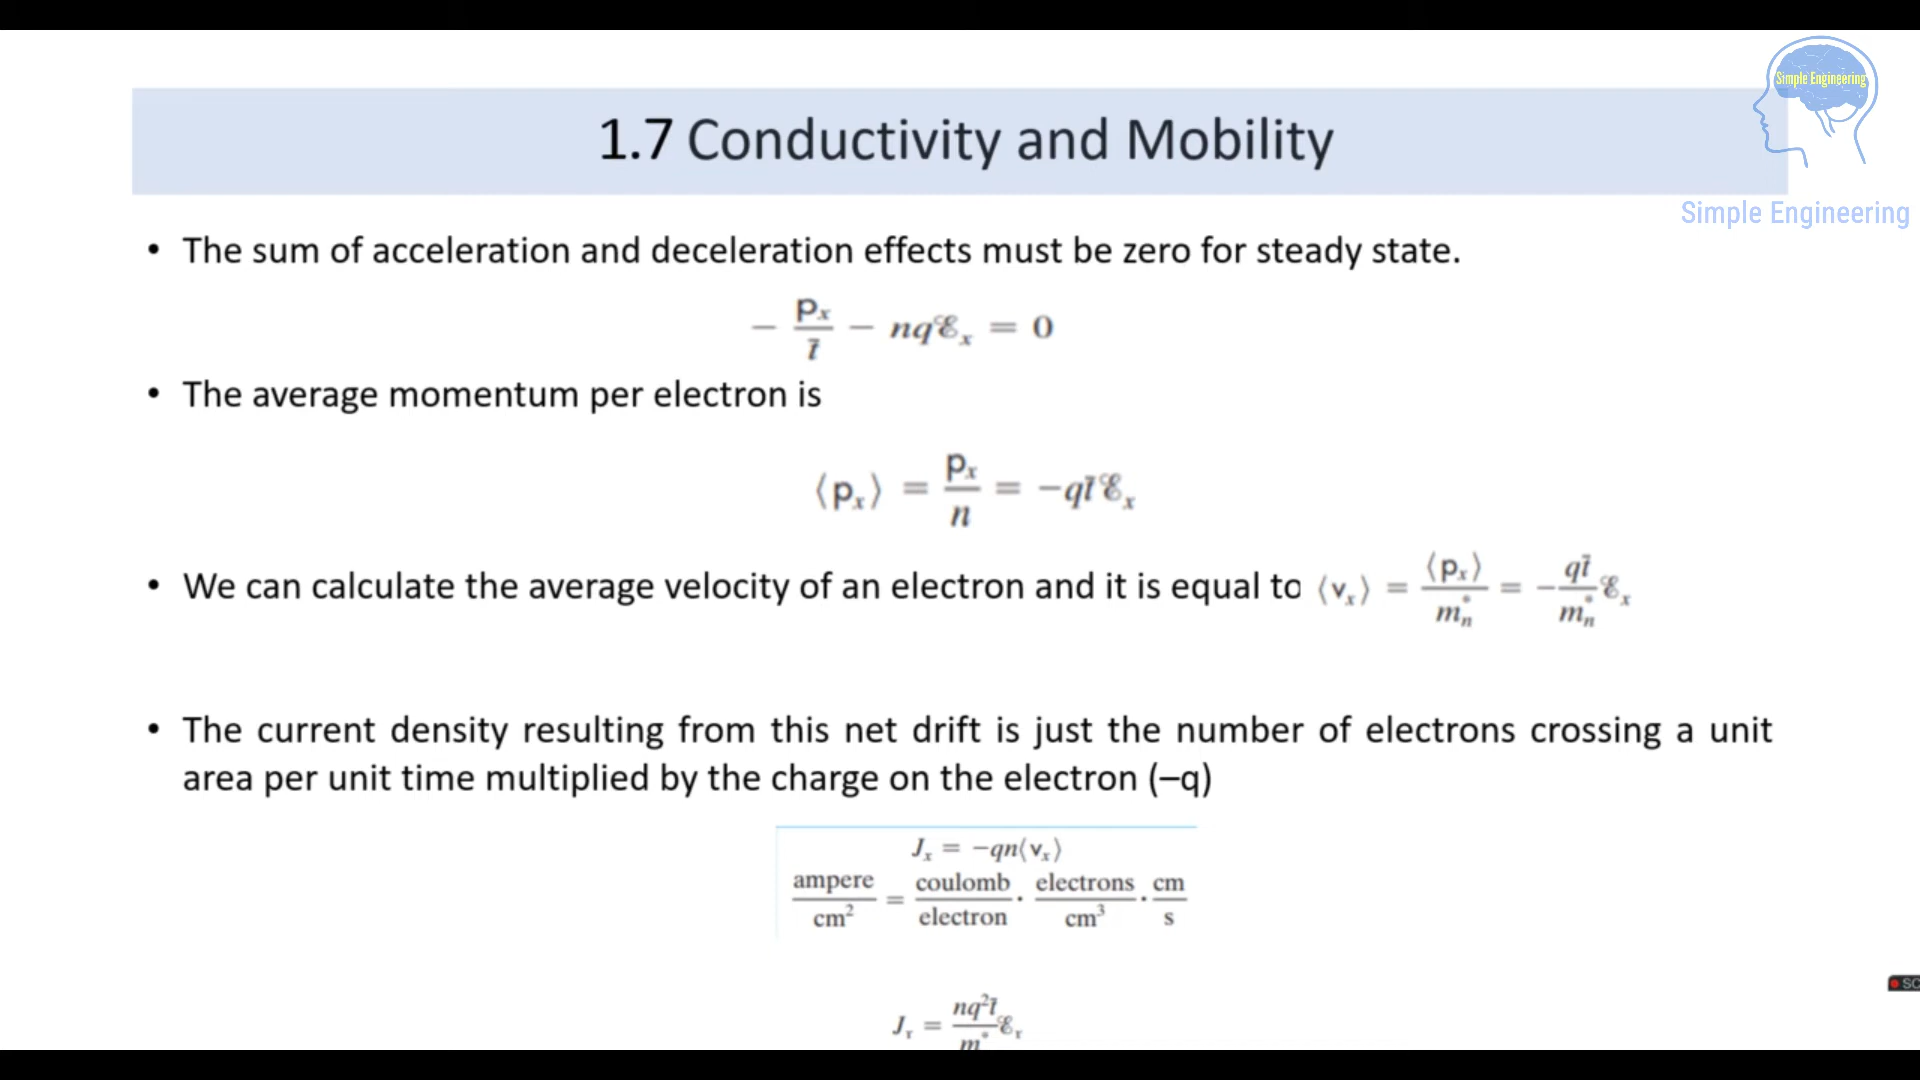 Simple Engineering
1.7 Conductivity and Mobility
Simple Engineering
• The sum of acceleration and deceleration effects must be zero for steady state.
− pₓ / t̄ − nqℰₓ = 0
• The average momentum per electron is
⟨pₓ⟩ = pₓ / n = −qt̄ℰₓ
• We can calculate the average velocity of an electron and it is equal to ⟨vₓ⟩ = ⟨pₓ⟩ / mₙ* = − qt̄ / mₙ* ℰₓ
• The current density resulting from this net drift is just the number of electrons crossing a unit
area per unit time multiplied by the charge on the electron (–q)
Jₓ = −qn⟨vₓ⟩
ampere / cm² = coulomb / electron · electrons / cm³ · cm / s
SC
Jₓ = nq²t̄ / m* ℰₓ